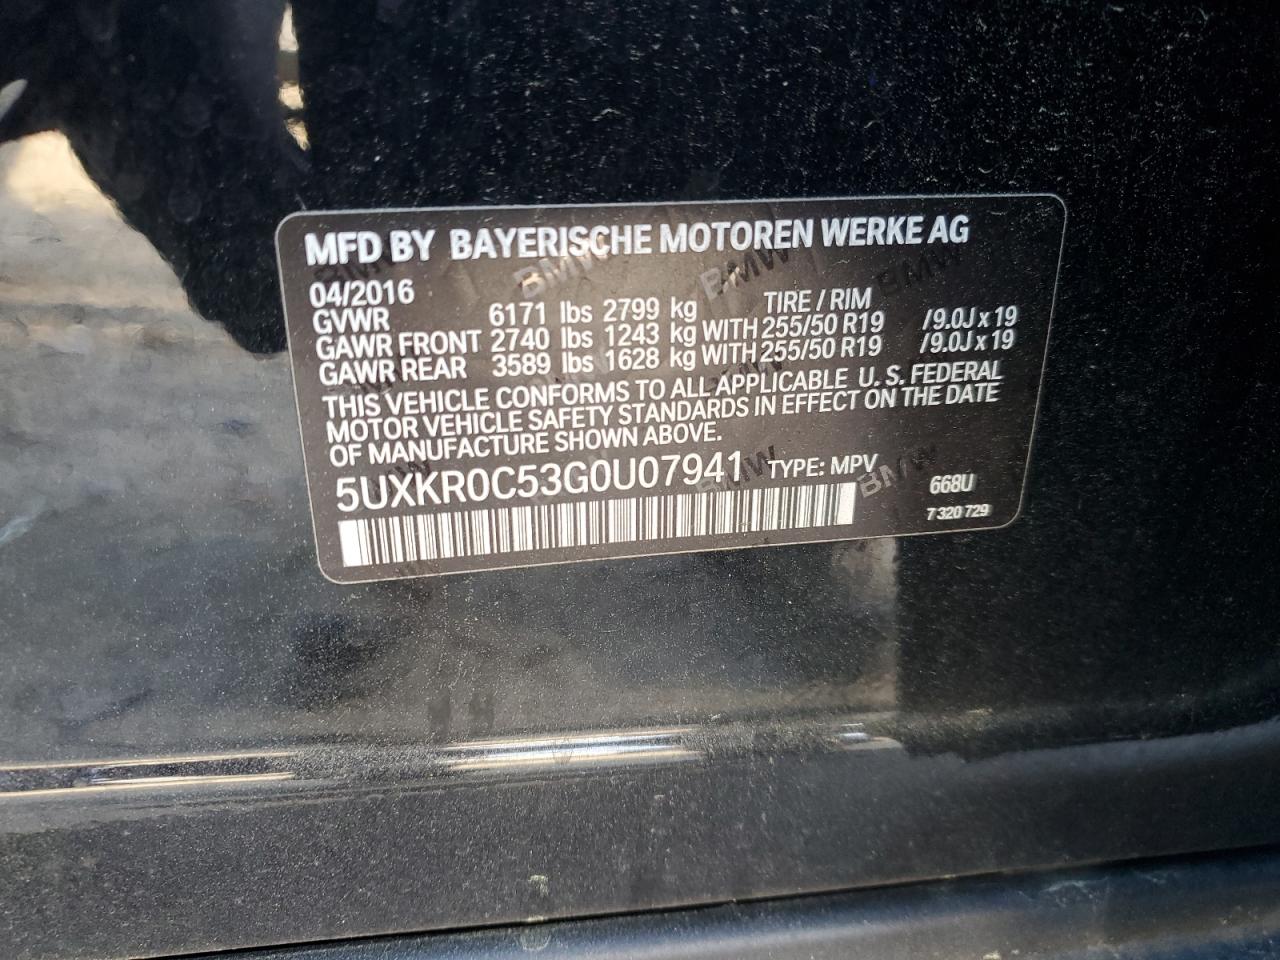 MFD BY BAYERISCHE MOTOREN WERKE AG
04/2016
GVWR 6171 lbs 2799 kg TIRE / RIM
GAWR FRONT 2740 lbs 1243 kg WITH 255/50 R19 /9.0J x 19
GAWR REAR 3589 lbs 1628 kg WITH 255/50 R19 /9.0J x 19
THIS VEHICLE CONFORMS TO ALL APPLICABLE U. S. FEDERAL
MOTOR VEHICLE SAFETY STANDARDS IN EFFECT ON THE DATE
OF MANUFACTURE SHOWN ABOVE.
5UXKR0C53G0U07941 TYPE: MPV 668U
7 320 729